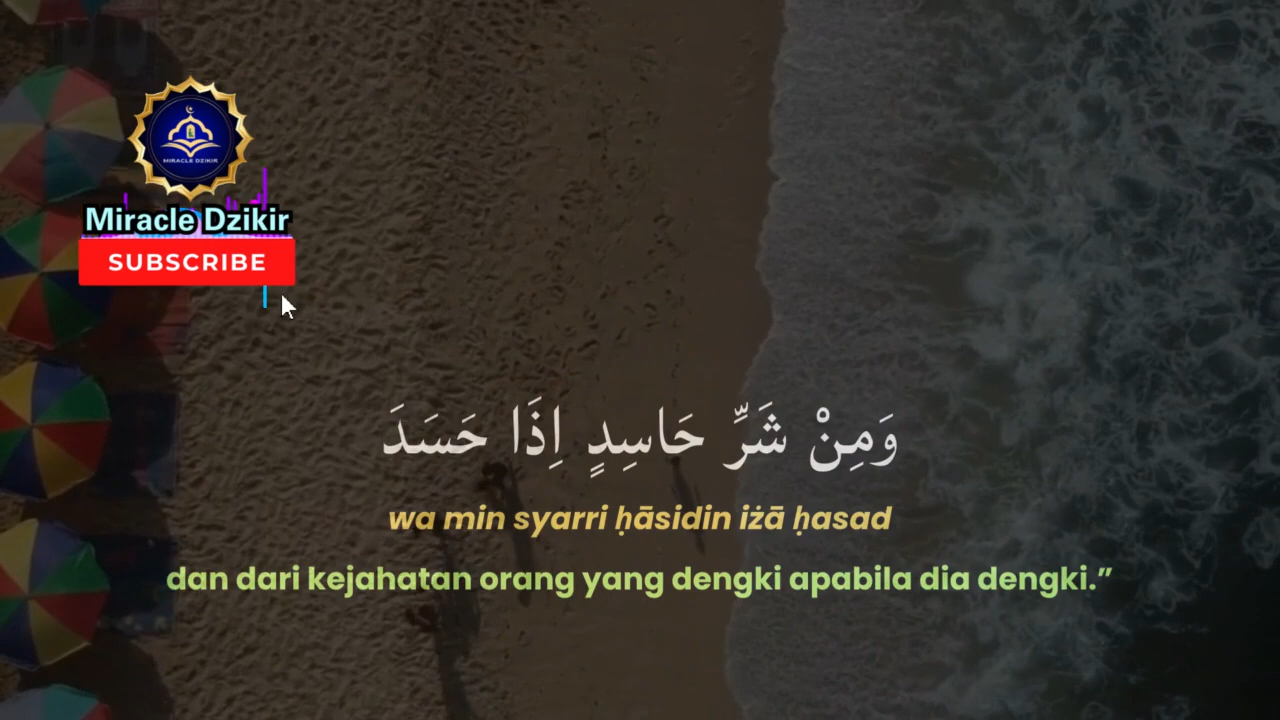 MIRACLE DZIKIR
Miracle Dzikir
SUBSCRIBE
وَمِنْ شَرِّ حَاسِدٍ اِذَا حَسَدَ
wa min syarri ḥāsidin iżā ḥasad
dan dari kejahatan orang yang dengki apabila dia dengki.”